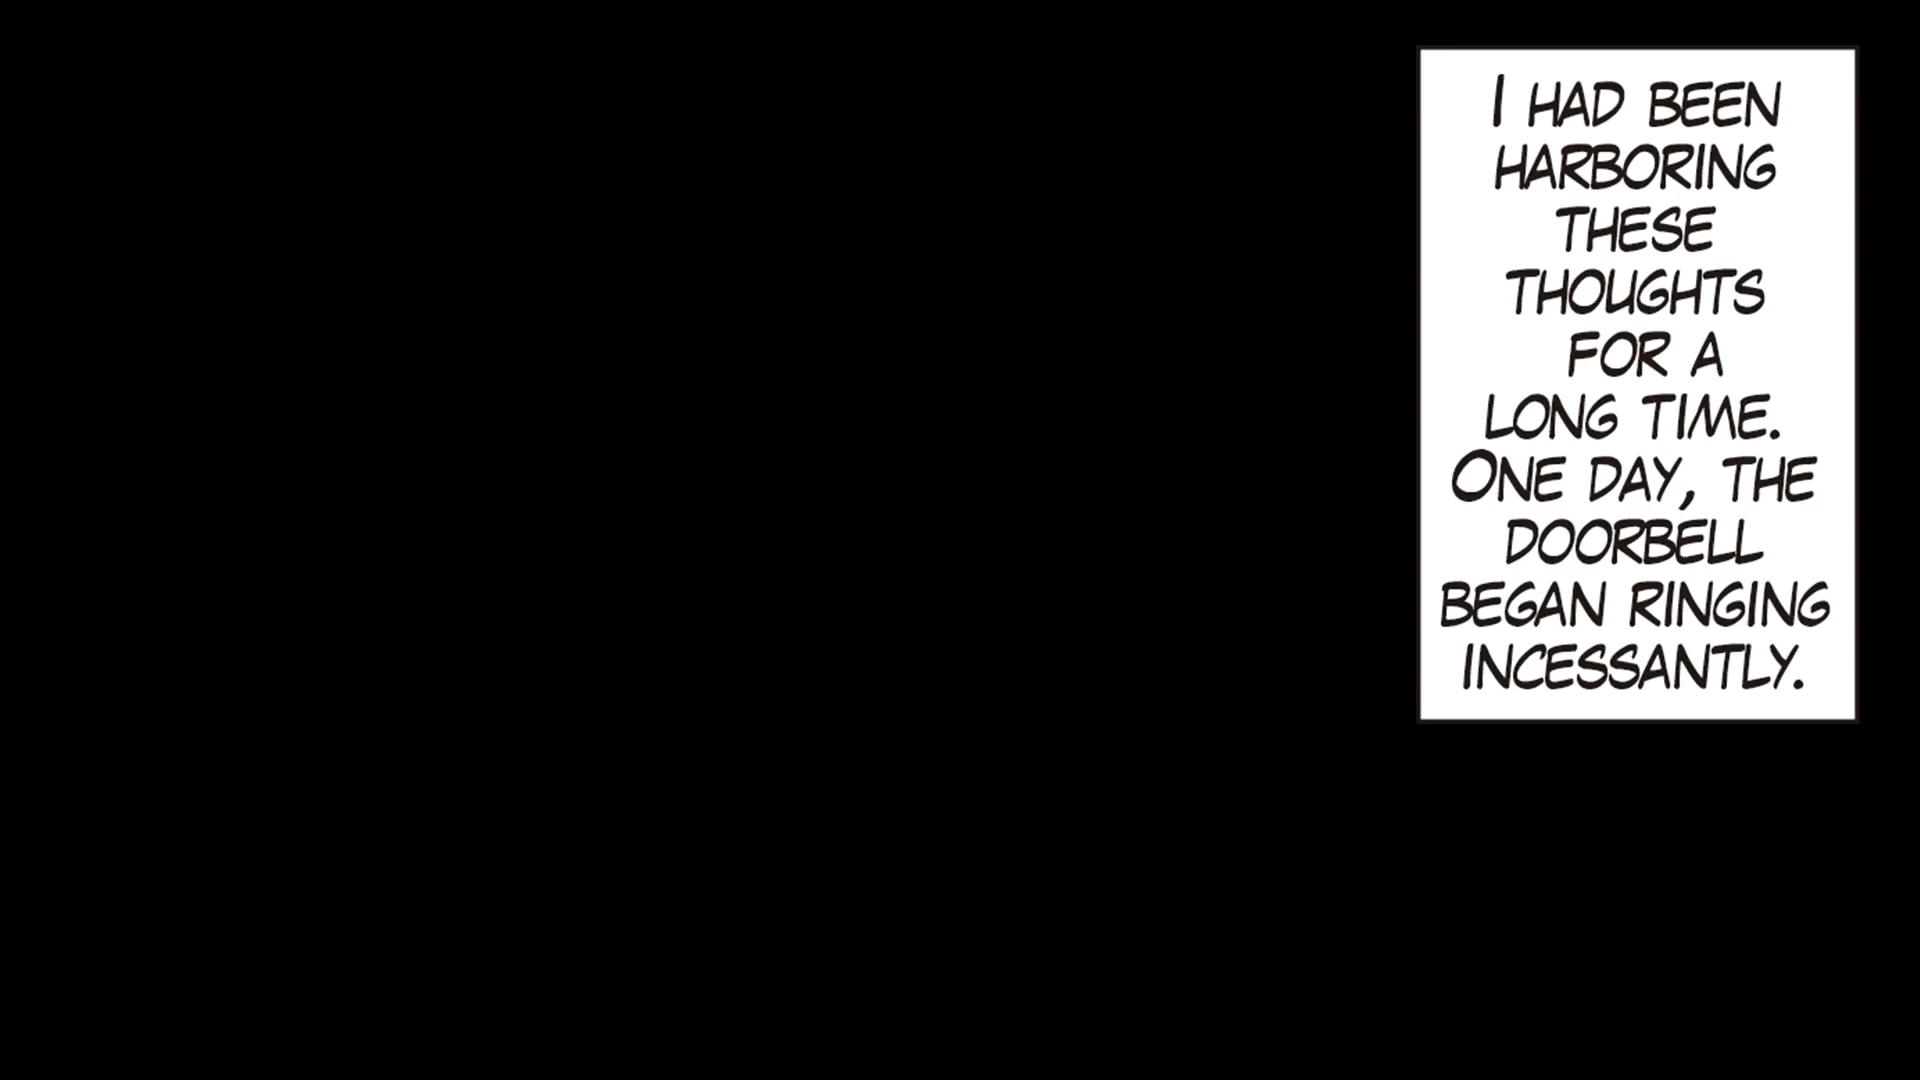 I HAD BEEN
HARBORING
THESE
THOUGHTS
FOR A
LONG TIME.
ONE DAY, THE
DOORBELL
BEGAN RINGING
INCESSANTLY.